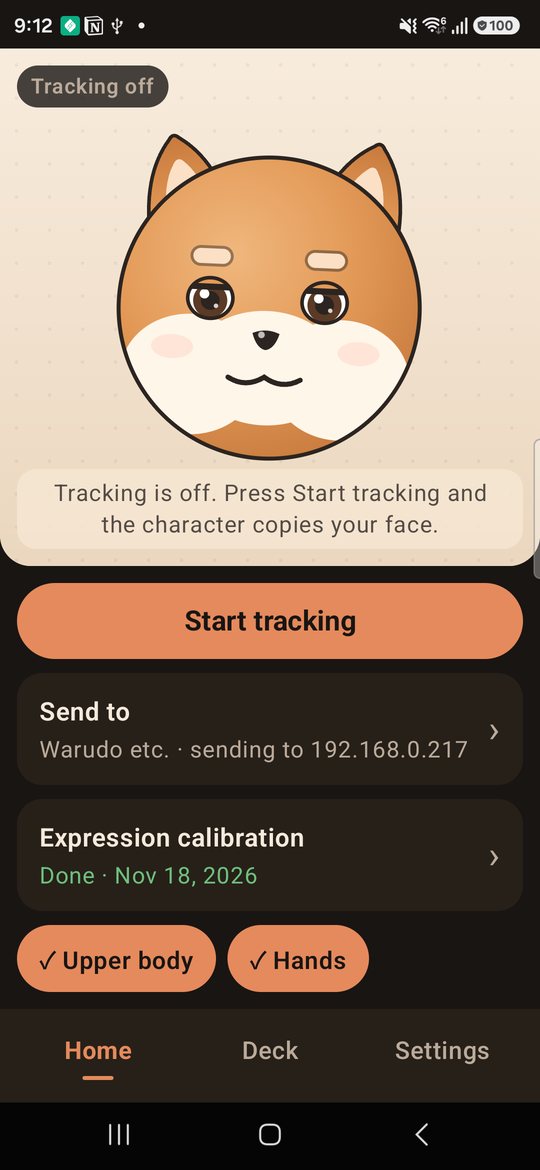 9:12
N
6
100
Tracking off
Tracking is off. Press Start tracking and
the character copies your face.
Start tracking
Send to
Warudo etc. · sending to 192.168.0.217
Expression calibration
Done · Nov 18, 2026
✓ Upper body
✓ Hands
Home
Deck
Settings